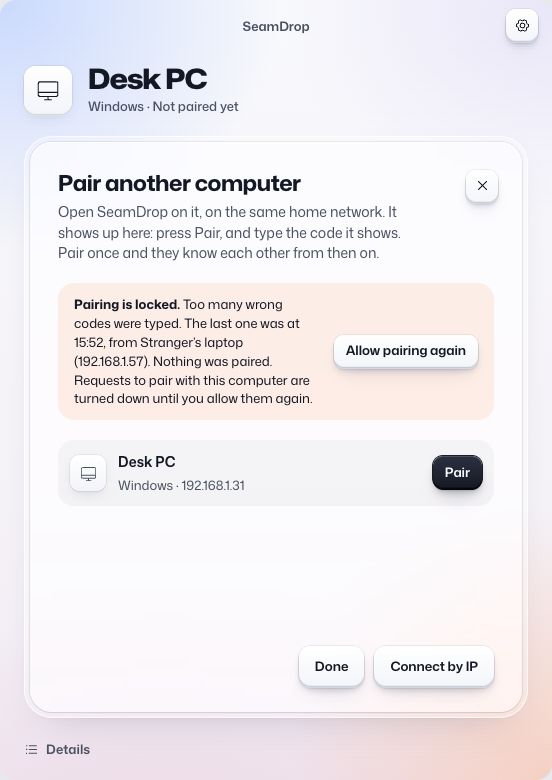 SeamDrop
Desk PC
Windows · Not paired yet
Pair another computer
Open SeamDrop on it, on the same home network. It
shows up here: press Pair, and type the code it shows.
Pair once and they know each other from then on.
Pairing is locked. Too many wrong
codes were typed. The last one was at
15:52, from Stranger's laptop
(192.168.1.57). Nothing was paired.
Requests to pair with this computer are
turned down until you allow them again.
Allow pairing again
Desk PC
Windows · 192.168.1.31
Pair
Done
Connect by IP
Details